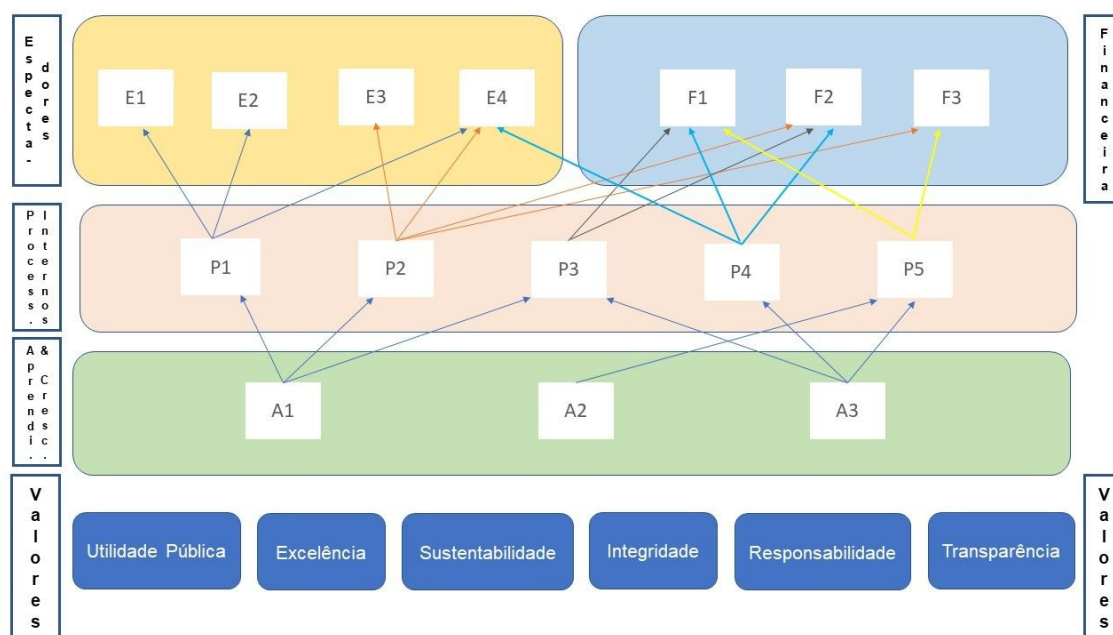 Especta-
dores
E1
E2
E3
E4
F1
F2
F3
Financeira
Process.
Internos
P1
P2
P3
P4
P5
Aprendi.
& Cresc.
A1
A2
A3
Valores
Utilidade Pública
Excelência
Sustentabilidade
Integridade
Responsabilidade
Transparência
Valores